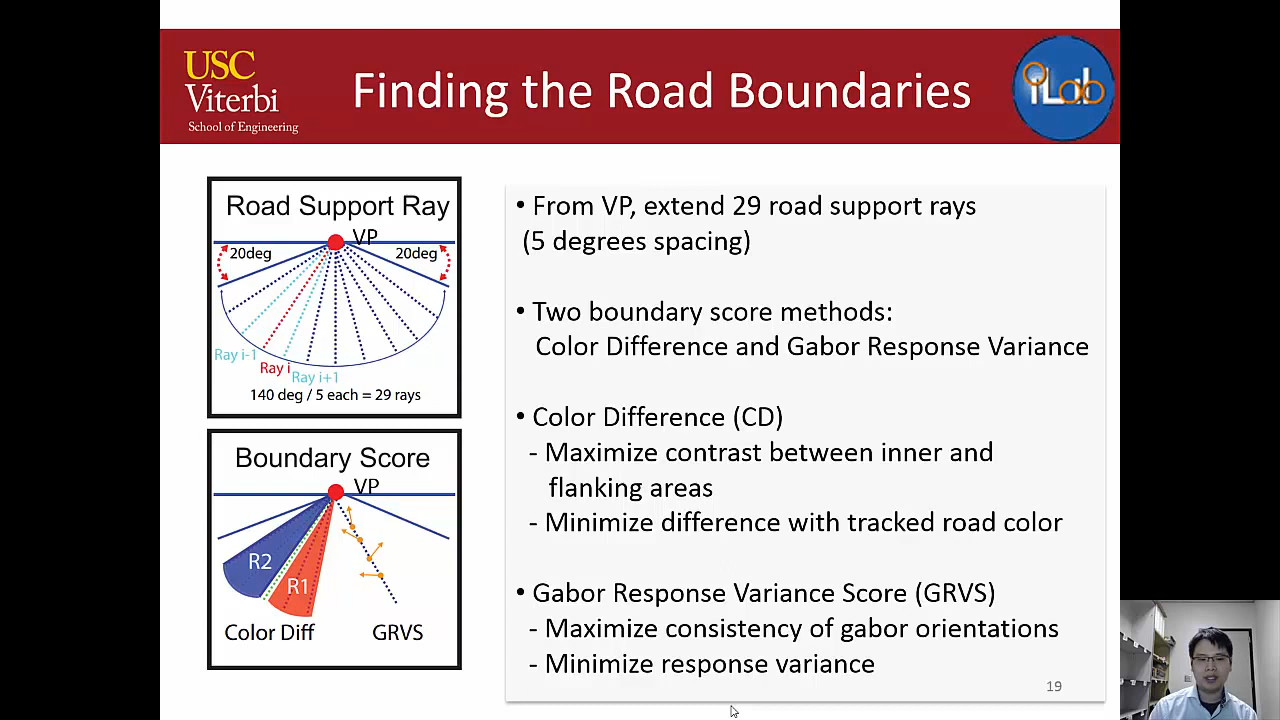 USC
Viterbi
School of Engineering
Finding the Road Boundaries
iLab
Road Support Ray
VP
20deg
20deg
Ray i-1
Ray i
Ray i+1
140 deg / 5 each = 29 rays
Boundary Score
VP
R2
R1
Color Diff
GRVS
• From VP, extend 29 road support rays
(5 degrees spacing)
• Two boundary score methods:
Color Difference and Gabor Response Variance
• Color Difference (CD)
- Maximize contrast between inner and
flanking areas
- Minimize difference with tracked road color
• Gabor Response Variance Score (GRVS)
- Maximize consistency of gabor orientations
- Minimize response variance
19